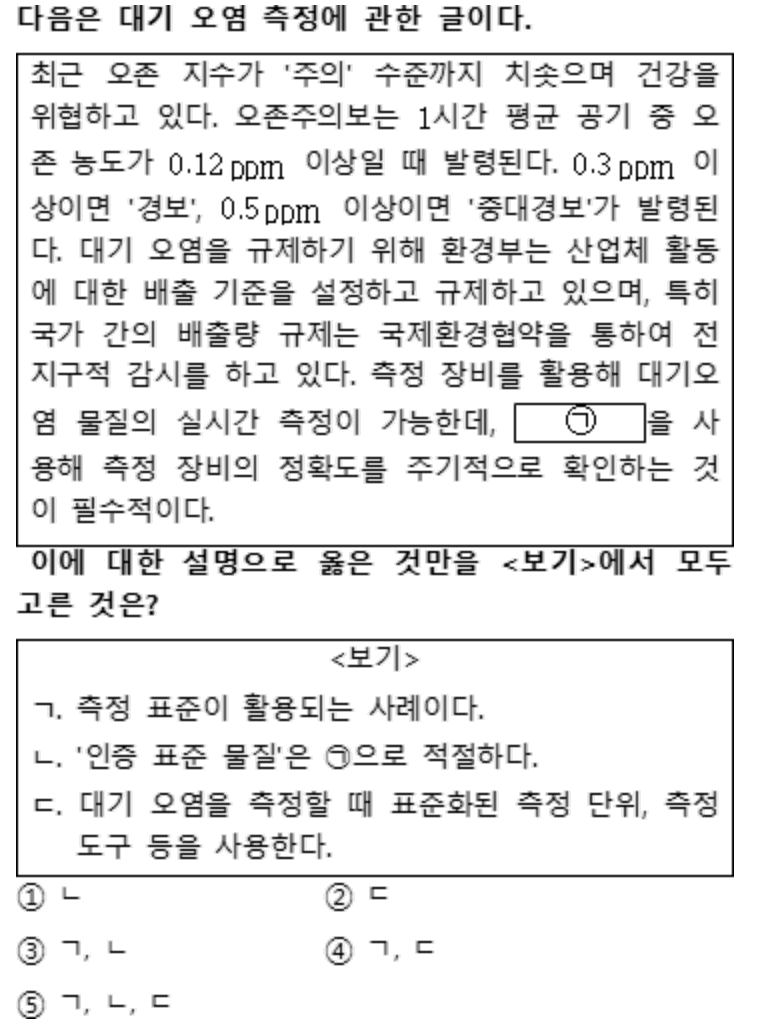 다음은 대기 오염 측정에 관한 글이다.
최근 오존 지수가 '주의' 수준까지 치솟으며 건강을
위협하고 있다. 오존주의보는 1시간 평균 공기 중 오
존 농도가 0.12 ppm 이상일 때 발령된다. 0.3 ppm 이
상이면 '경보', 0.5 ppm 이상이면 '중대경보'가 발령된
다. 대기 오염을 규제하기 위해 환경부는 산업체 활동
에 대한 배출 기준을 설정하고 규제하고 있으며, 특히
국가 간의 배출량 규제는 국제환경협약을 통하여 전
지구적 감시를 하고 있다. 측정 장비를 활용해 대기오
염 물질의 실시간 측정이 가능한데, ㉠ 을 사
용해 측정 장비의 정확도를 주기적으로 확인하는 것
이 필수적이다.
이에 대한 설명으로 옳은 것만을 <보기>에서 모두
고른 것은?
<보기>
ㄱ. 측정 표준이 활용되는 사례이다.
ㄴ. '인증 표준 물질'은 ㉠으로 적절하다.
ㄷ. 대기 오염을 측정할 때 표준화된 측정 단위, 측정
도구 등을 사용한다.
① ㄴ ② ㄷ
③ ㄱ, ㄴ ④ ㄱ, ㄷ
⑤ ㄱ, ㄴ, ㄷ